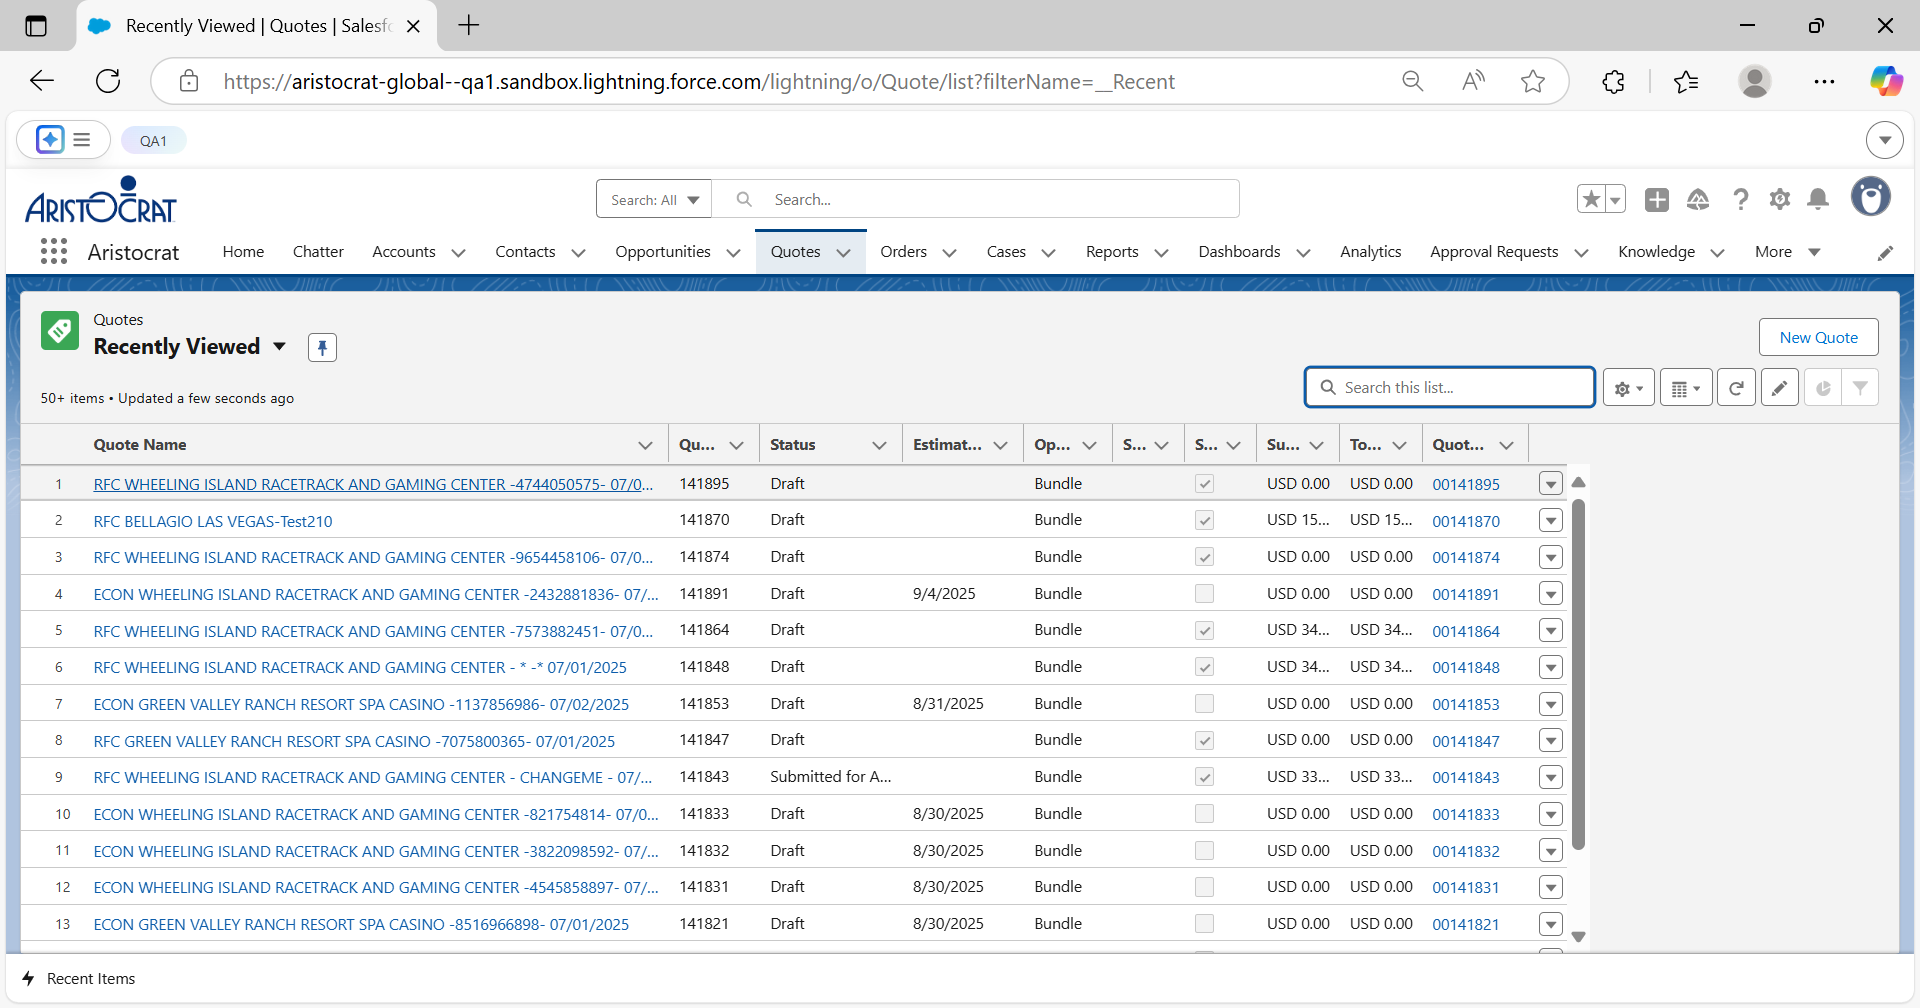 Recently Viewed | Quotes | Salesfo
https://aristocrat-global--qa1.sandbox.lightning.force.com/lightning/o/Quote/list?filterName=__Recent
QA1
ARISTOCRAT
Search: All
Search...
Aristocrat
Home Chatter Accounts Contacts Opportunities Quotes Orders Cases Reports Dashboards Analytics Approval Requests Knowledge More
Quotes
Recently Viewed
New Quote
50+ items • Updated a few seconds ago
Search this list...
Quote Name Qu... Status Estimat... Op... S... S... Su... To... Quot...
1 RFC WHEELING ISLAND RACETRACK AND GAMING CENTER -4744050575- 07/0... 141895 Draft Bundle USD 0.00 USD 0.00 00141895
2 RFC BELLAGIO LAS VEGAS-Test210 141870 Draft Bundle USD 15... USD 15... 00141870
3 RFC WHEELING ISLAND RACETRACK AND GAMING CENTER -9654458106- 07/0... 141874 Draft Bundle USD 0.00 USD 0.00 00141874
4 ECON WHEELING ISLAND RACETRACK AND GAMING CENTER -2432881836- 07/... 141891 Draft 9/4/2025 Bundle USD 0.00 USD 0.00 00141891
5 RFC WHEELING ISLAND RACETRACK AND GAMING CENTER -7573882451- 07/0... 141864 Draft Bundle USD 34... USD 34... 00141864
6 RFC WHEELING ISLAND RACETRACK AND GAMING CENTER - * -* 07/01/2025 141848 Draft Bundle USD 34... USD 34... 00141848
7 ECON GREEN VALLEY RANCH RESORT SPA CASINO -1137856986- 07/02/2025 141853 Draft 8/31/2025 Bundle USD 0.00 USD 0.00 00141853
8 RFC GREEN VALLEY RANCH RESORT SPA CASINO -7075800365- 07/01/2025 141847 Draft Bundle USD 0.00 USD 0.00 00141847
9 RFC WHEELING ISLAND RACETRACK AND GAMING CENTER - CHANGEME - 07/... 141843 Submitted for A... Bundle USD 33... USD 33... 00141843
10 ECON WHEELING ISLAND RACETRACK AND GAMING CENTER -821754814- 07/0... 141833 Draft 8/30/2025 Bundle USD 0.00 USD 0.00 00141833
11 ECON WHEELING ISLAND RACETRACK AND GAMING CENTER -3822098592- 07/... 141832 Draft 8/30/2025 Bundle USD 0.00 USD 0.00 00141832
12 ECON WHEELING ISLAND RACETRACK AND GAMING CENTER -4545858897- 07/... 141831 Draft 8/30/2025 Bundle USD 0.00 USD 0.00 00141831
13 ECON GREEN VALLEY RANCH RESORT SPA CASINO -8516966898- 07/01/2025 141821 Draft 8/30/2025 Bundle USD 0.00 USD 0.00 00141821
Recent Items